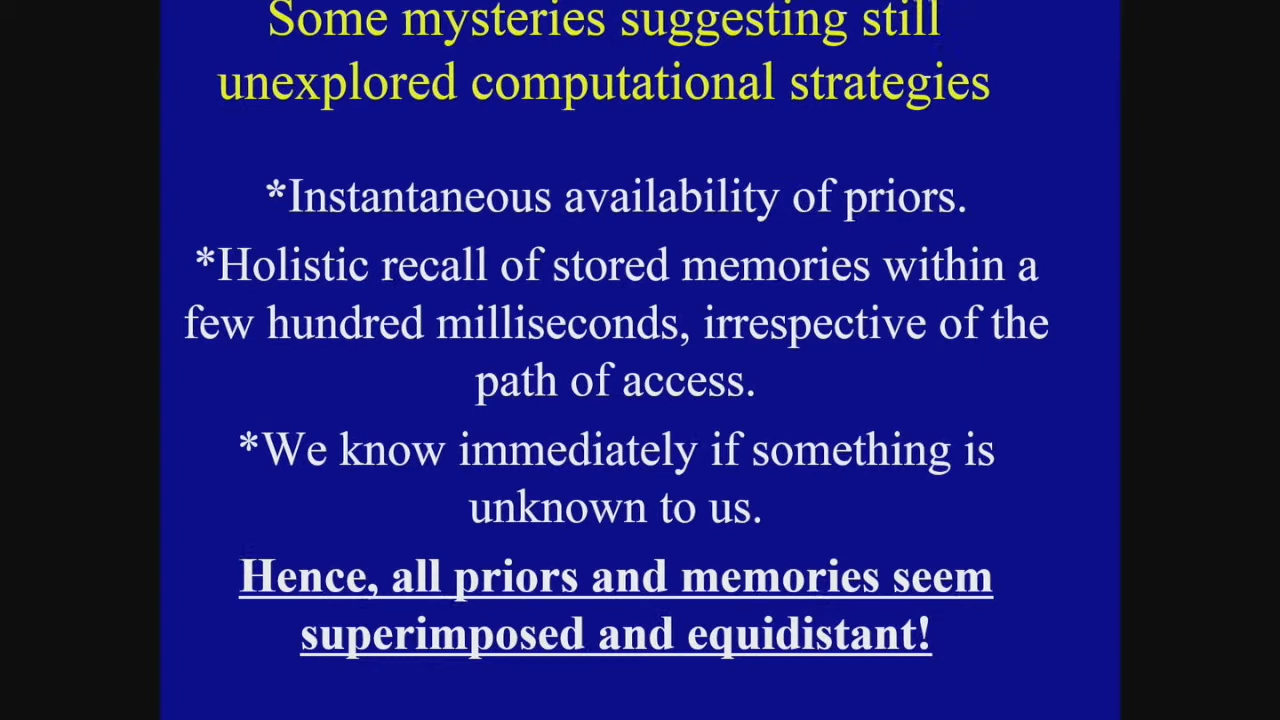 Some mysteries suggesting still
unexplored computational strategies
*Instantaneous availability of priors.
*Holistic recall of stored memories within a
few hundred milliseconds, irrespective of the
path of access.
*We know immediately if something is
unknown to us.
Hence, all priors and memories seem
superimposed and equidistant!